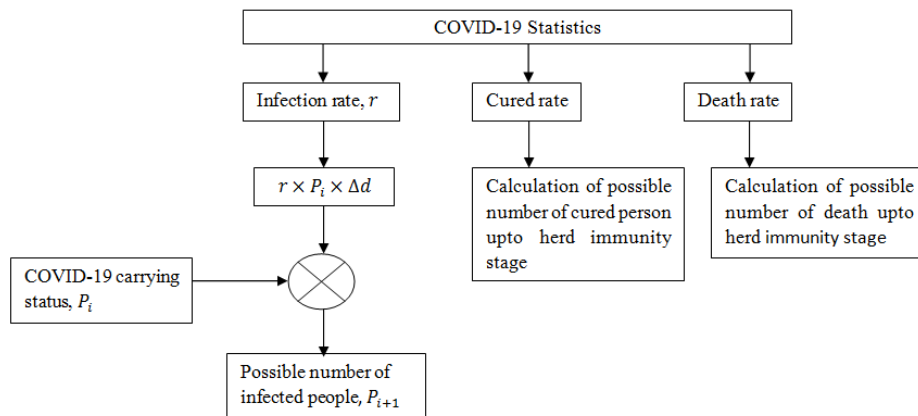 COVID-19 Statistics
Infection rate, r
Cured rate
Death rate
r × P_i × Δd
Calculation of possible
number of cured person
upto herd immunity
stage
Calculation of possible
number of death upto
herd immunity stage
COVID-19 carrying
status, P_i
Possible number of
infected people, P_{i+1}